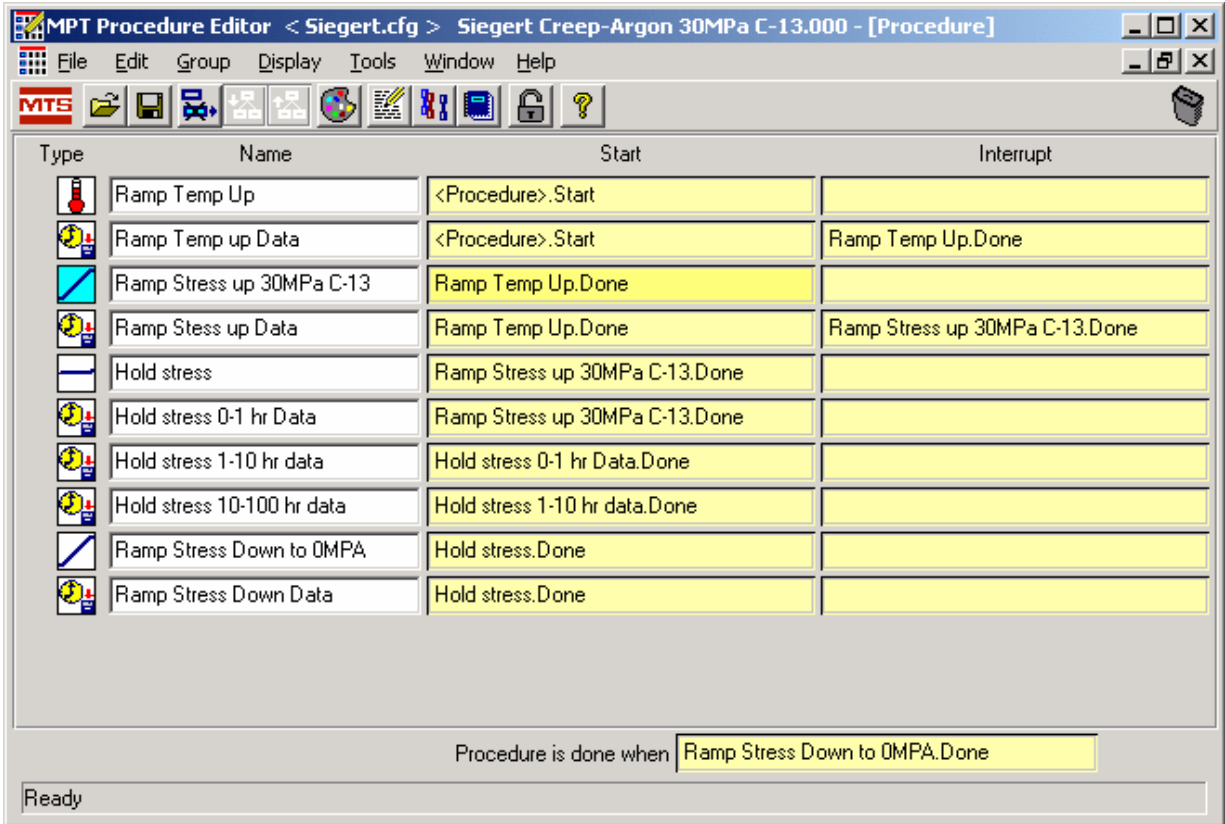 MPT Procedure Editor < Siegert.cfg > Siegert Creep-Argon 30MPa C-13.000 - [Procedure]
File Edit Group Display Tools Window Help
MTS
Type Name Start Interrupt
Ramp Temp Up <Procedure>.Start
Ramp Temp up Data <Procedure>.Start Ramp Temp Up.Done
Ramp Stress up 30MPa C-13 Ramp Temp Up.Done
Ramp Stess up Data Ramp Temp Up.Done Ramp Stress up 30MPa C-13.Done
Hold stress Ramp Stress up 30MPa C-13.Done
Hold stress 0-1 hr Data Ramp Stress up 30MPa C-13.Done
Hold stress 1-10 hr data Hold stress 0-1 hr Data.Done
Hold stress 10-100 hr data Hold stress 1-10 hr data.Done
Ramp Stress Down to 0MPA Hold stress.Done
Ramp Stress Down Data Hold stress.Done
Procedure is done when Ramp Stress Down to 0MPA.Done
Ready